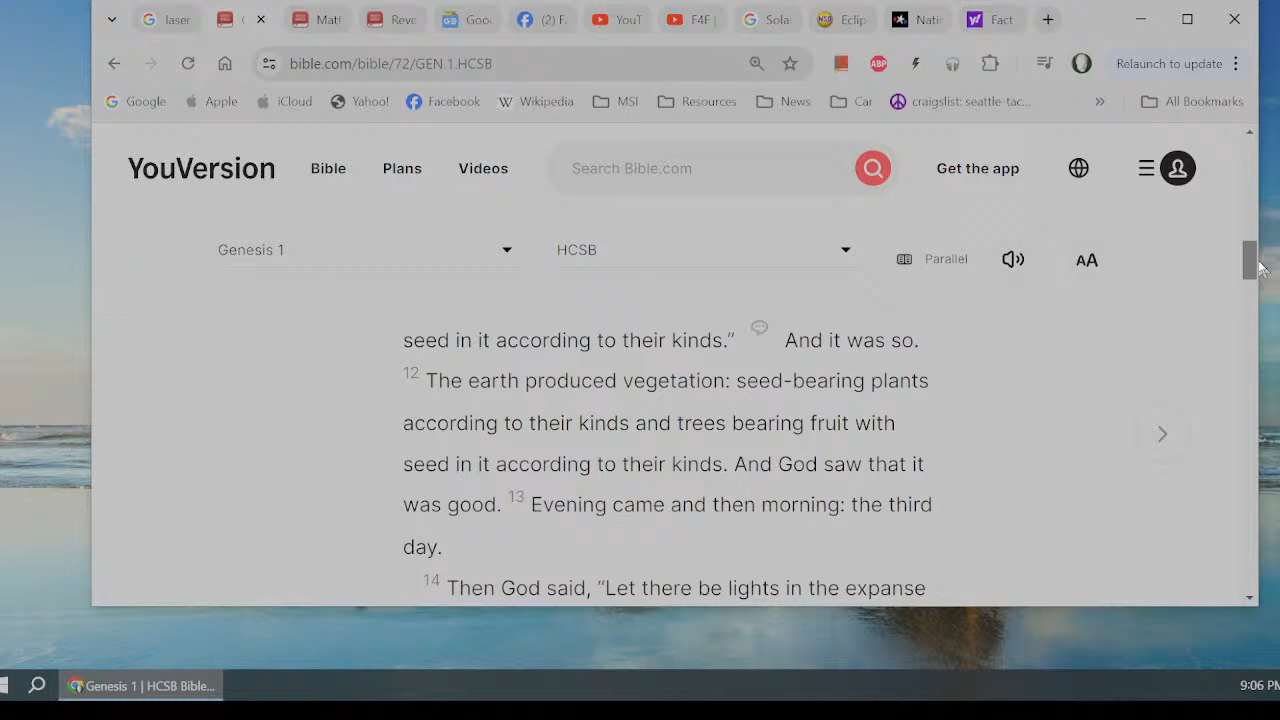 laser
(
Matt
Reve
Goo
(2) F
YouT
F4F |
Sola
Eclip
Natir
Fact
bible.com/bible/72/GEN.1.HCSB
ABP
Relaunch to update
Google
Apple
iCloud
Yahoo!
Facebook
Wikipedia
MSI
Resources
News
Car
craigslist: seattle-tac...
»
All Bookmarks
YouVersion
Bible
Plans
Videos
Search Bible.com
Get the app
Genesis 1
HCSB
Parallel
AA
seed in it according to their kinds.” And it was so.
12 The earth produced vegetation: seed-bearing plants
according to their kinds and trees bearing fruit with
seed in it according to their kinds. And God saw that it
was good. 13 Evening came and then morning: the third
day.
14 Then God said, “Let there be lights in the expanse
Genesis 1 | HCSB Bible...
9:06 PM